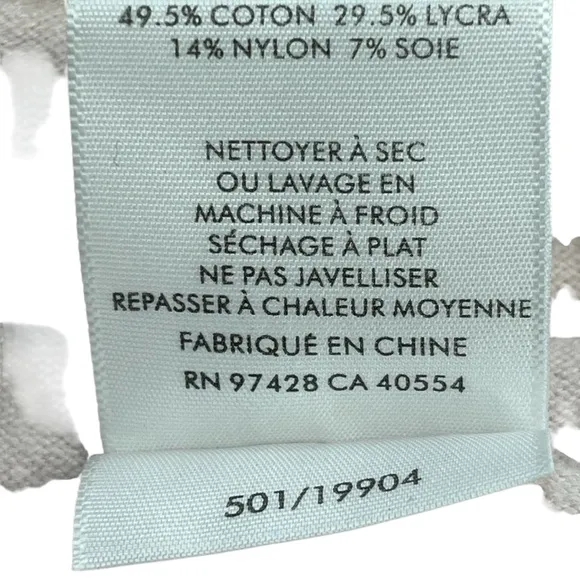 49.5% COTON 29.5% LYCRA
14% NYLON 7% SOIE
NETTOYER À SEC
OU LAVAGE EN
MACHINE À FROID
SÉCHAGE À PLAT
NE PAS JAVELLISER
REPASSER À CHALEUR MOYENNE
FABRIQUÉ EN CHINE
RN 97428 CA 40554
501/19904